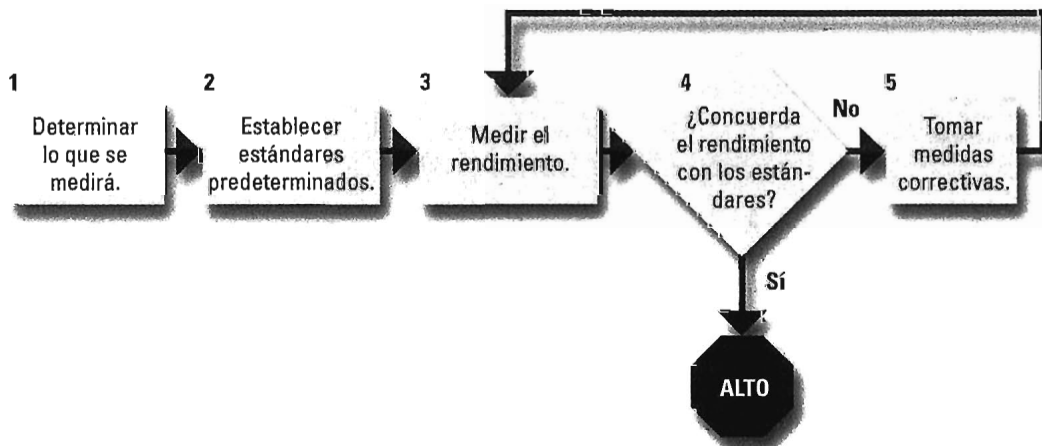 1
Determinar
lo que se
medirá.
2
Establecer
estándares
predeterminados.
3
Medir el
rendimiento.
4
¿Concuerda
el rendimiento
con los están-
dares?
No
5
Tomar
medidas
correctivas.
Sí
ALTO